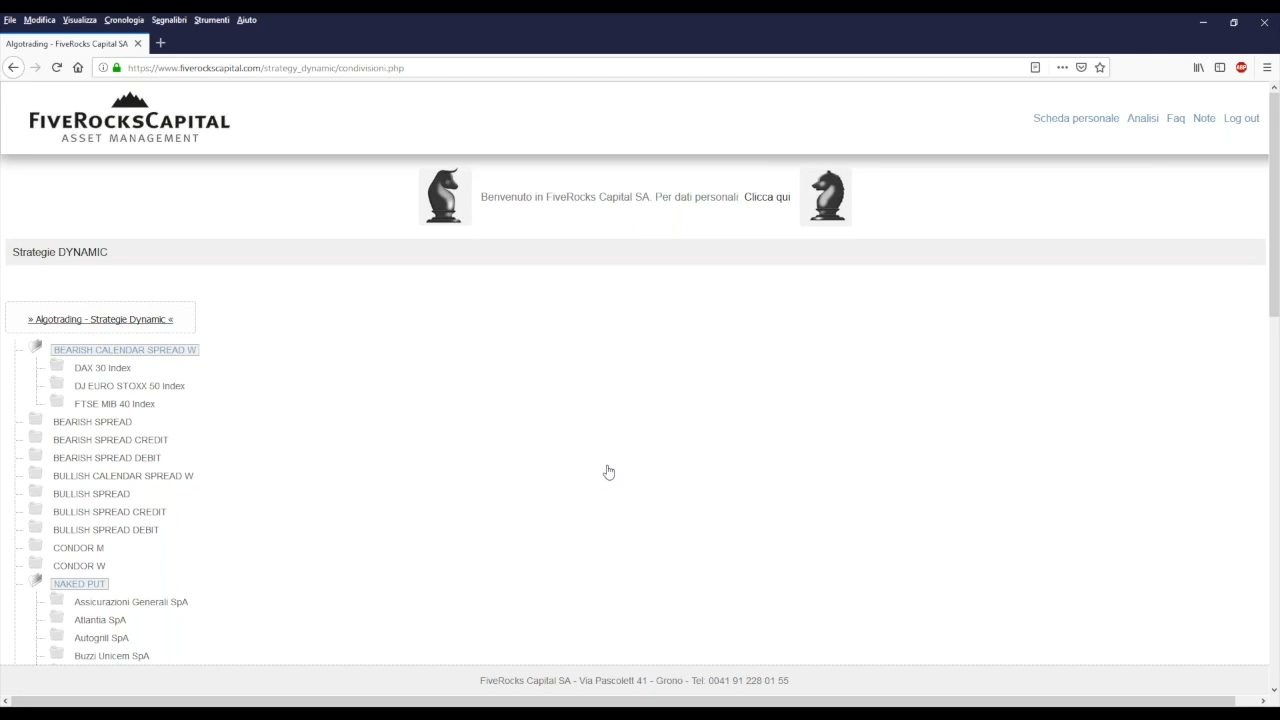 File Modifica Visualizza Cronologia Segnalibri Strumenti Aiuto
Algotrading - FiveRocks Capital SA
https://www.fiverockscapital.com/strategy_dynamic/condivisioni.php
ABP
FIVEROCKSCAPITAL
ASSET MANAGEMENT
Scheda personale Analisi Faq Note Log out
Benvenuto in FiveRocks Capital SA. Per dati personali Clicca qui
Strategie DYNAMIC
» Algotrading - Strategie Dynamic «
BEARISH CALENDAR SPREAD W
DAX 30 Index
DJ EURO STOXX 50 Index
FTSE MIB 40 Index
BEARISH SPREAD
BEARISH SPREAD CREDIT
BEARISH SPREAD DEBIT
BULLISH CALENDAR SPREAD W
BULLISH SPREAD
BULLISH SPREAD CREDIT
BULLISH SPREAD DEBIT
CONDOR M
CONDOR W
NAKED PUT
Assicurazioni Generali SpA
Atlantia SpA
Autogrill SpA
Buzzi Unicem SpA
FiveRocks Capital SA - Via Pascolett 41 - Grono - Tel: 0041 91 228 01 55